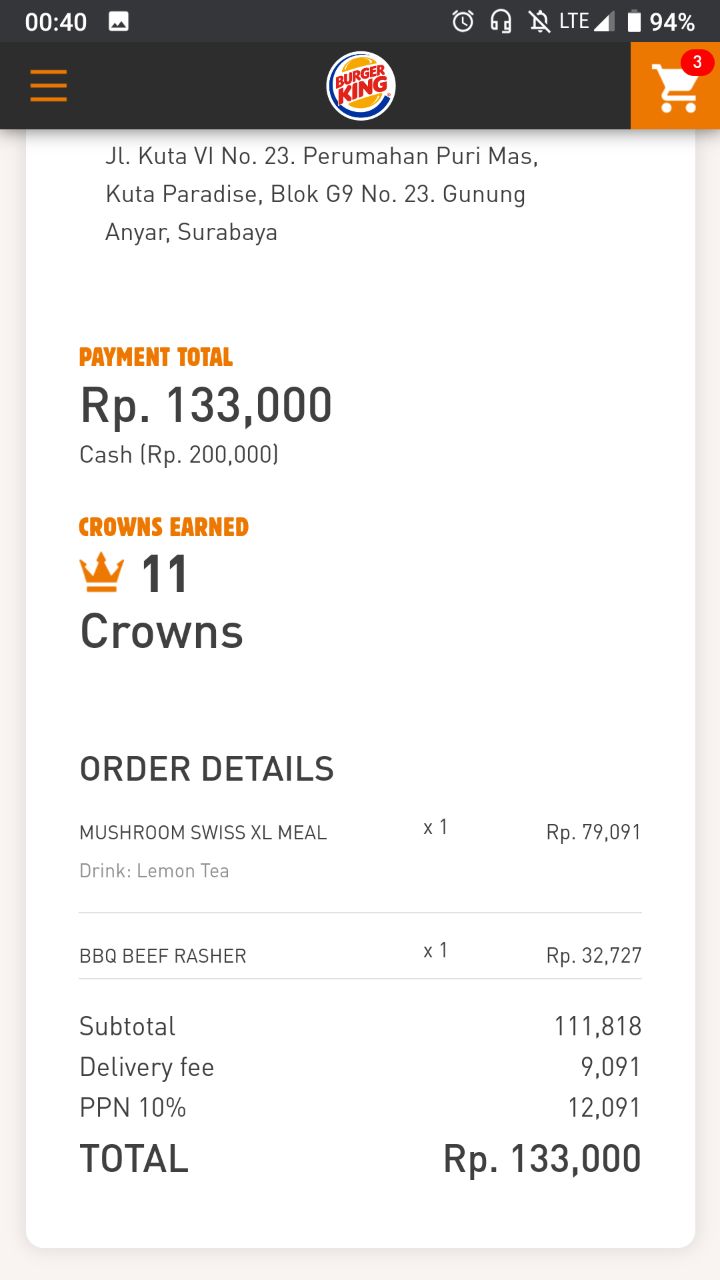 00:40 LTE 94%
BURGER KING 3
Jl. Kuta VI No. 23. Perumahan Puri Mas,
Kuta Paradise, Blok G9 No. 23. Gunung
Anyar, Surabaya
PAYMENT TOTAL
Rp. 133,000
Cash (Rp. 200,000)
CROWNS EARNED
11
Crowns
ORDER DETAILS
MUSHROOM SWISS XL MEAL x 1 Rp. 79,091
Drink: Lemon Tea
BBQ BEEF RASHER x 1 Rp. 32,727
Subtotal 111,818
Delivery fee 9,091
PPN 10% 12,091
TOTAL Rp. 133,000